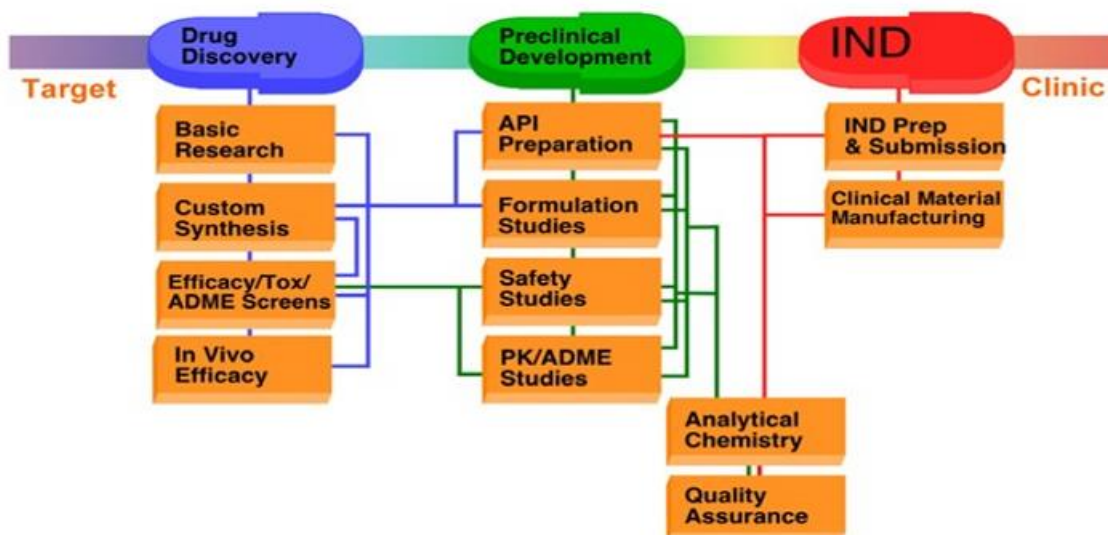 Drug
Discovery
Preclinical
Development
IND
Target
Clinic
Basic
Research
Custom
Synthesis
Efficacy/Tox/
ADME Screens
In Vivo
Efficacy
API
Preparation
Formulation
Studies
Safety
Studies
PK/ADME
Studies
IND Prep
& Submission
Clinical Material
Manufacturing
Analytical
Chemistry
Quality
Assurance